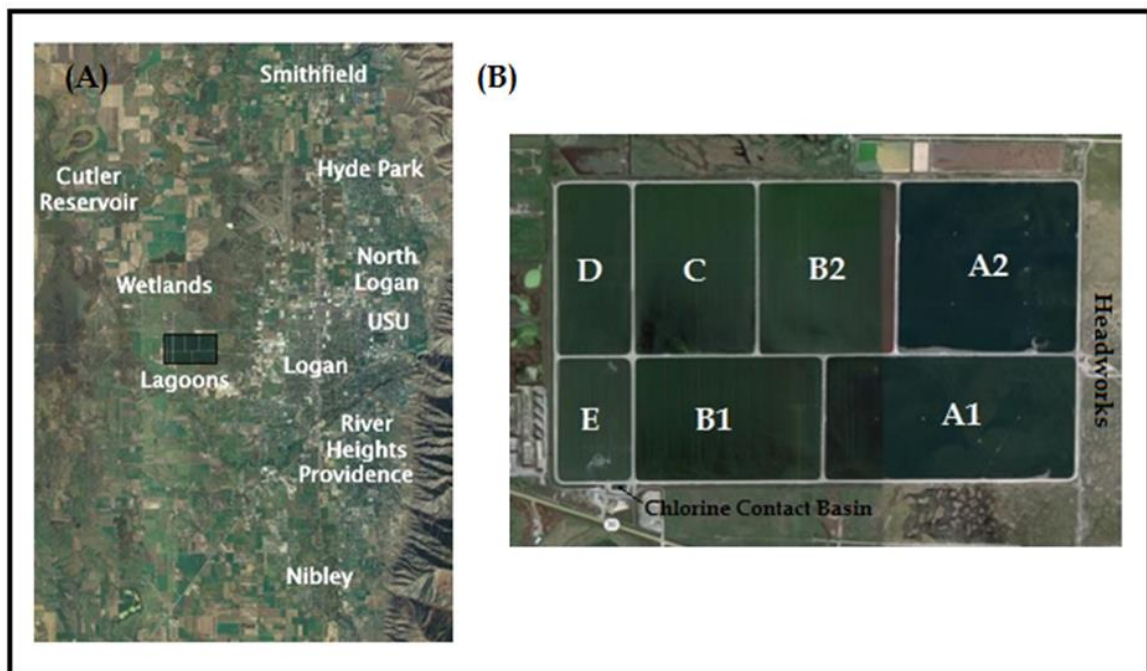 (A)
Smithfield
Hyde Park
Cutler
Reservoir
North
Logan
Wetlands
USU
Logan
Lagoons
River
Heights
Providence
Nibley
(B)
D
C
B2
A2
Headworks
E
B1
A1
Chlorine Contact Basin
30